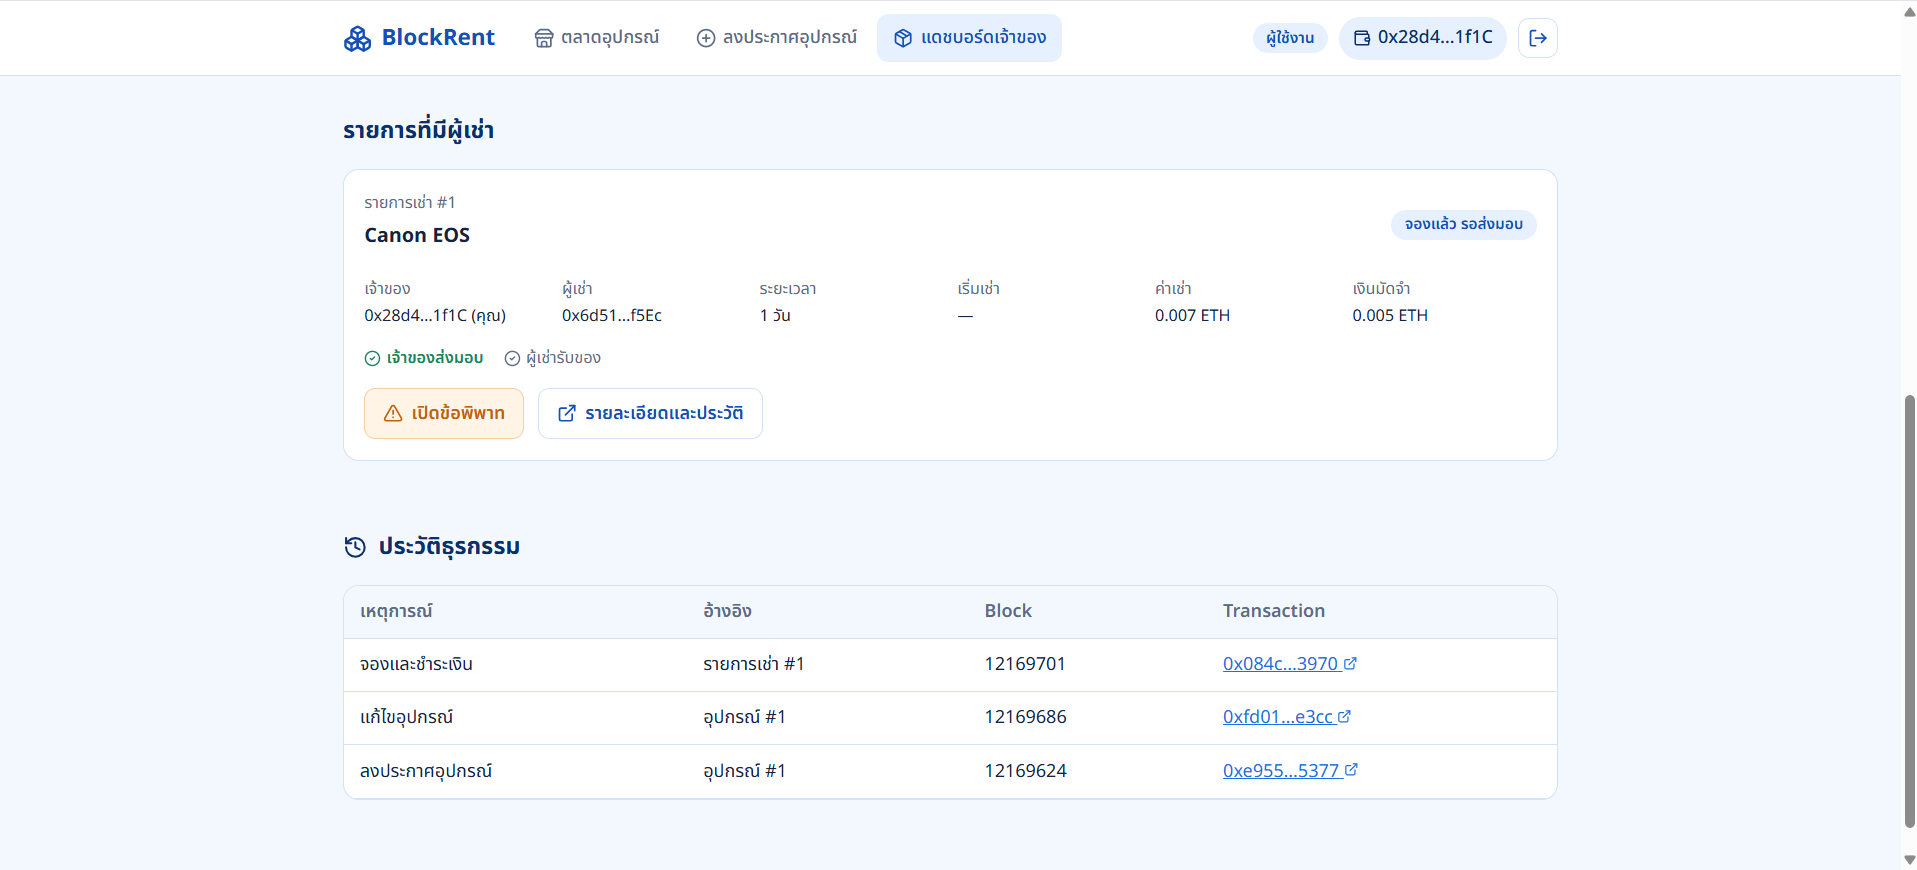 BlockRent ตลาดอุปกรณ์ ลงประกาศอุปกรณ์ แดชบอร์ดเจ้าของ ผู้ใช้งาน 0x28d4...1f1C
รายการที่มีผู้เช่า
รายการเช่า #1
Canon EOS
จองแล้ว รอส่งมอบ
เจ้าของ ผู้เช่า ระยะเวลา เริ่มเช่า ค่าเช่า เงินมัดจำ
0x28d4...1f1C (คุณ) 0x6d51...f5Ec 1 วัน — 0.007 ETH 0.005 ETH
เจ้าของส่งมอบ ผู้เช่ารับของ
เปิดข้อพิพาท รายละเอียดและประวัติ
ประวัติธุรกรรม
เหตุการณ์ อ้างอิง Block Transaction
จองและชำระเงิน รายการเช่า #1 12169701 0x084c...3970
แก้ไขอุปกรณ์ อุปกรณ์ #1 12169686 0xfd01...e3cc
ลงประกาศอุปกรณ์ อุปกรณ์ #1 12169624 0xe955...5377